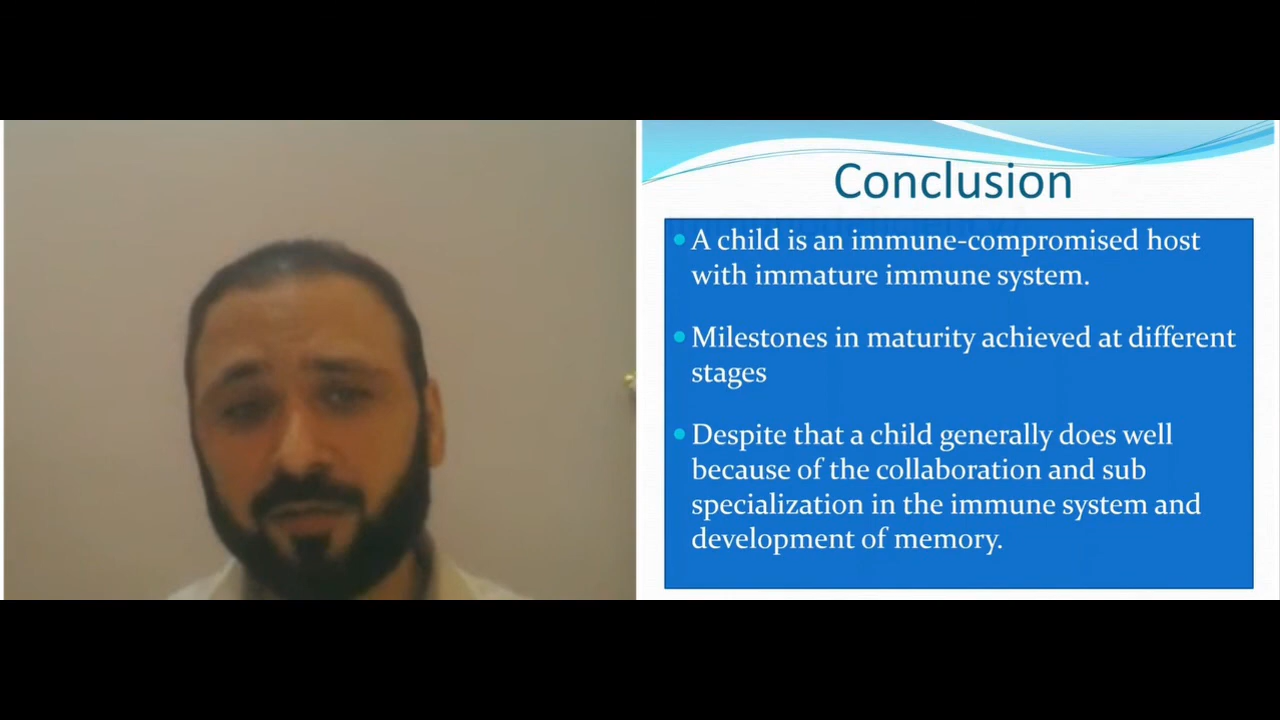 Conclusion
A child is an immune-compromised host
with immature immune system.
Milestones in maturity achieved at different
stages
Despite that a child generally does well
because of the collaboration and sub
specialization in the immune system and
development of memory.